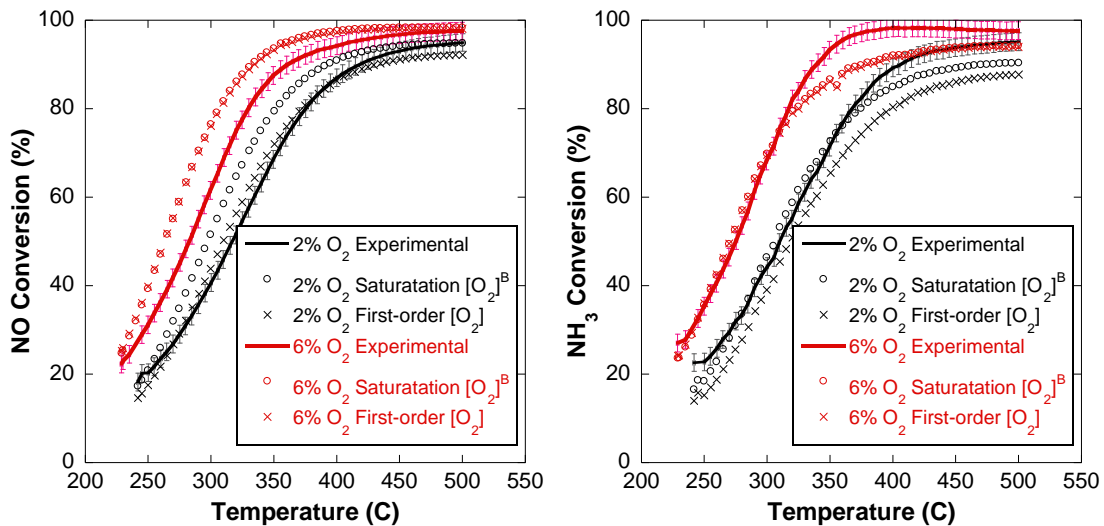 NO Conversion (%)
100
80
60
40
20
0
2% O2 Experimental
2% O2 Saturatation [O2]B
2% O2 First-order [O2]
6% O2 Experimental
6% O2 Saturatation [O2]B
6% O2 First-order [O2]
200 250 300 350 400 450 500 550
Temperature (C)
NH3 Conversion (%)
100
80
60
40
20
0
2% O2 Experimental
2% O2 Saturatation [O2]B
2% O2 First-order [O2]
6% O2 Experimental
6% O2 Saturatation [O2]B
6% O2 First-order [O2]
200 250 300 350 400 450 500 550
Temperature (C)